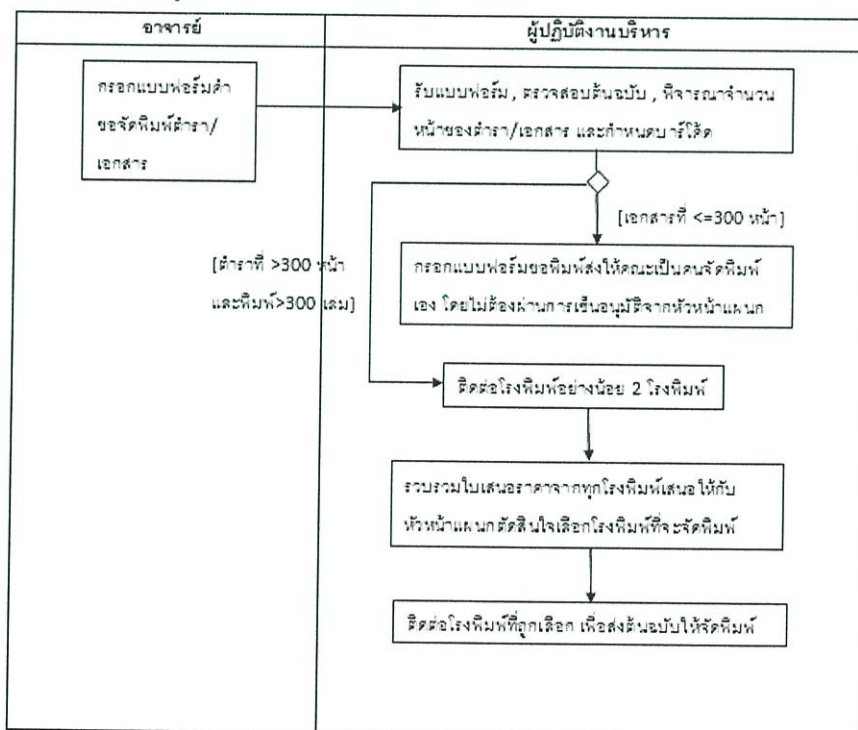 อาจารย์
ผู้ปฏิบัติงานบริหาร
กรอกแบบฟอร์มคำ
ขอจัดพิมพ์ตำรา/
เอกสาร
รับแบบฟอร์ม , ตรวจสอบต้นฉบับ , พิจารณาจำนวน
หน้าของตำรา/เอกสาร และกำหนดบาร์โค้ด
[เอกสารที่ <=300 หน้า]
[ตำราที่ >300 หน้า
และพิมพ์>300 เล่ม]
กรอกแบบฟอร์มขอพิมพ์ส่งให้คณะเป็นคนจัดพิมพ์
เอง โดยไม่ต้องผ่านการเซ็นอนุมัติจากหัวหน้าแผนก
ติดต่อโรงพิมพ์อย่างน้อย 2 โรงพิมพ์
รวบรวมใบเสนอราคาจากทุกโรงพิมพ์เสนอให้กับ
หัวหน้าแผนกตัดสินใจเลือกโรงพิมพ์ที่จะจัดพิมพ์
ติดต่อโรงพิมพ์ที่ถูกเลือก เพื่อส่งต้นฉบับให้จัดพิมพ์